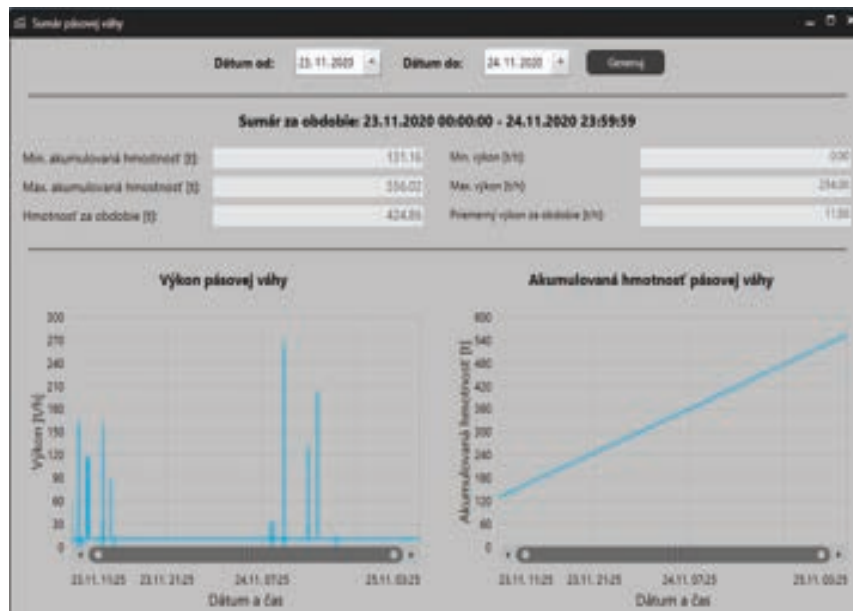 Sumár pásovej váhy
Dátum od: 23. 11. 2020 Dátum do: 24. 11. 2020 Generuj
Sumár za obdobie: 23.11.2020 00:00:00 - 24.11.2020 23:59:59
Min. akumulovaná hmostnosť [t]: 131.16 Min. výkon [t/h]: 0.00
Max. akumulovaná hmostnosť [t]: 556.02 Max. výkon [t/h]:
Hmotnosť za obdobie [t]: 424.86 Priemerný výkon za obdobie [t/h]:
Výkon pásovej váhy
300
270
240
210
180
150
120
90
60
30
0
Výkon [t/h]
23.11. 11:25 23.11. 21:25 24.11. 07:25 25.11. 03:25
Dátum a čas
Akumulovaná hmotnosť pásovej váhy
600
540
480
420
360
300
240
180
120
60
0
Akumulovaná hmotnosť [t]
23.11. 11:25 23.11. 21:25 24.11. 07:25 25.11. 03:25
Dátum a čas